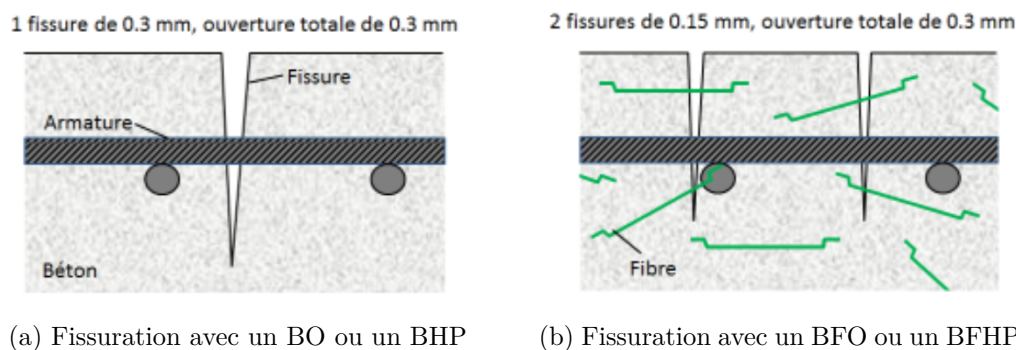 1 fissure de 0.3 mm, ouverture totale de 0.3 mm
Fissure
Armature
Béton
(a) Fissuration avec un BO ou un BHP
2 fissures de 0.15 mm, ouverture totale de 0.3 mm
Fibre
(b) Fissuration avec un BFO ou un BFHP